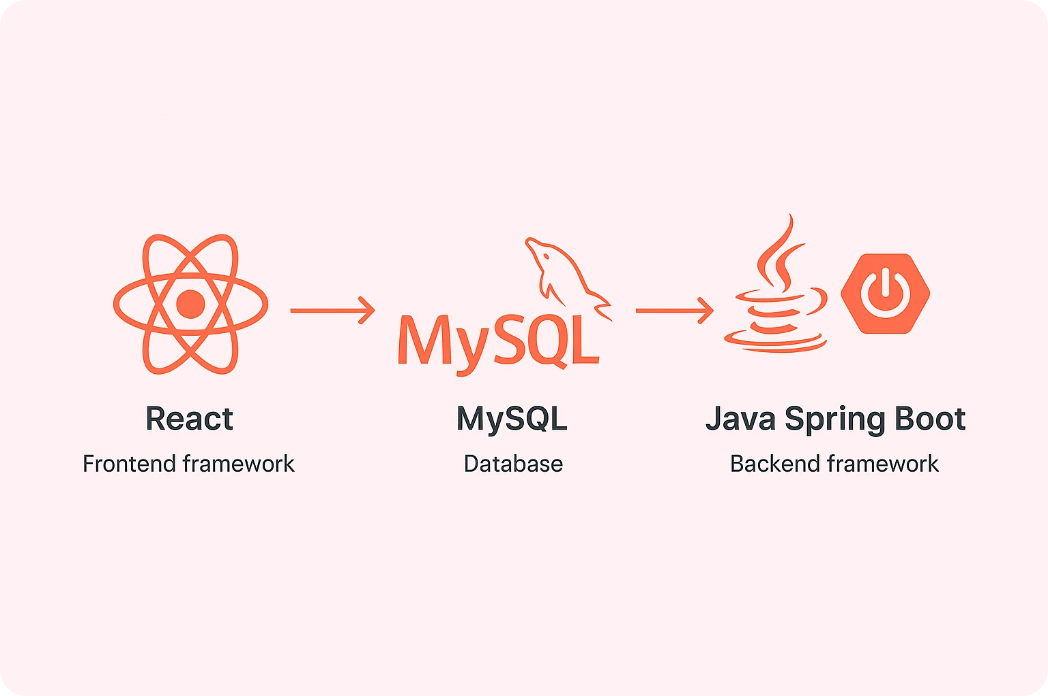 MySQL
React
MySQL
Java Spring Boot
Frontend framework
Database
Backend framework